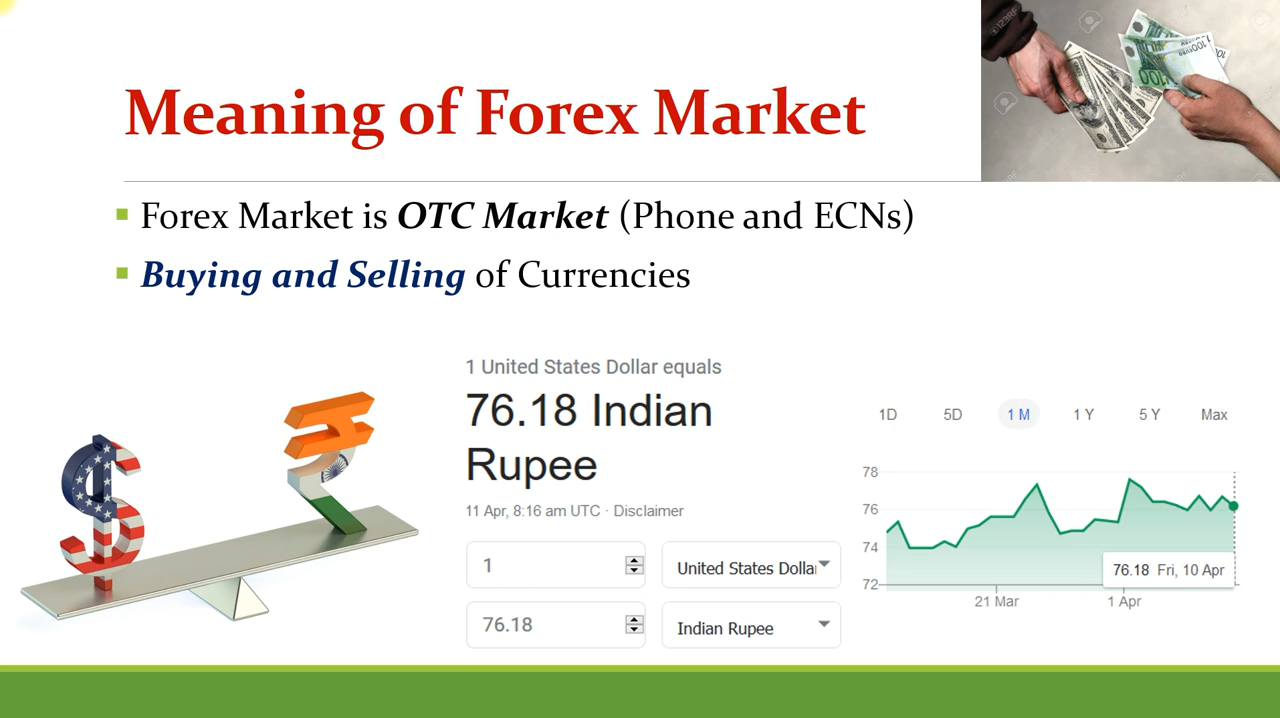 Meaning of Forex Market
Forex Market is OTC Market (Phone and ECNs)
Buying and Selling of Currencies
1 United States Dollar equals
76.18 Indian
Rupee
11 Apr, 8:16 am UTC · Disclaimer
1
United States Dollar
76.18
Indian Rupee
1D 5D 1 M 1 Y 5 Y Max
78
76
74
72
76.18 Fri, 10 Apr
21 Mar 1 Apr
123RF
100
100